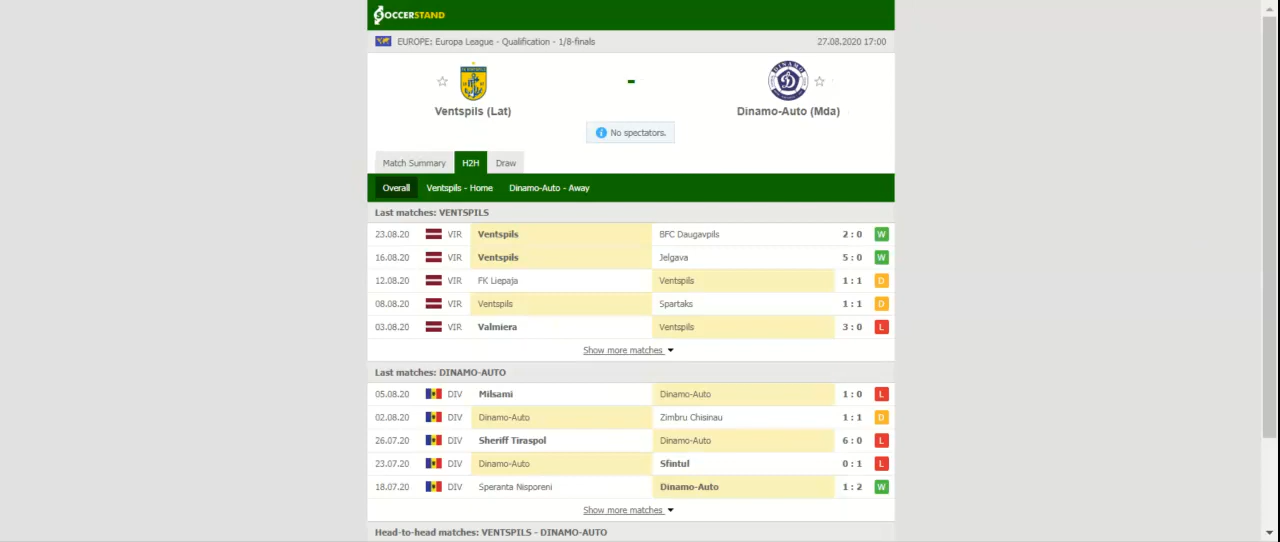 SOCCERSTAND
EUROPE: Europa League - Qualification - 1/8-finals 27.08.2020 17:00
DINAMO
Ventspils (Lat) - Dinamo-Auto (Mda)
No spectators.
Match Summary H2H Draw
Overall Ventspils - Home Dinamo-Auto - Away
Last matches: VENTSPILS
23.08.20 VIR Ventspils BFC Daugavpils 2 : 0 W
16.08.20 VIR Ventspils Jelgava 5 : 0 W
12.08.20 VIR FK Liepaja Ventspils 1 : 1 D
08.08.20 VIR Ventspils Spartaks 1 : 1 D
03.08.20 VIR Valmiera Ventspils 3 : 0 L
Show more matches
Last matches: DINAMO-AUTO
05.08.20 DIV Milsami Dinamo-Auto 1 : 0 L
02.08.20 DIV Dinamo-Auto Zimbru Chisinau 1 : 1 D
26.07.20 DIV Sheriff Tiraspol Dinamo-Auto 6 : 0 L
23.07.20 DIV Dinamo-Auto Sfintul 0 : 1 L
18.07.20 DIV Speranta Nisporeni Dinamo-Auto 1 : 2 W
Show more matches
Head-to-head matches: VENTSPILS - DINAMO-AUTO